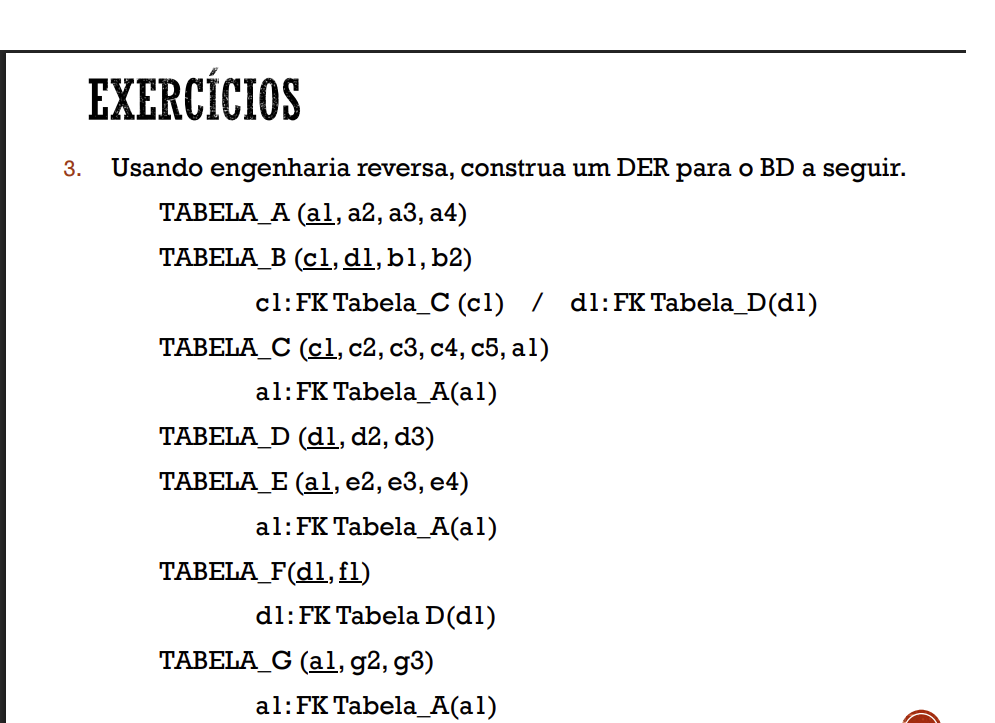 EXERCÍCIOS
3. Usando engenharia reversa, construa um DER para o BD a seguir.
TABELA_A (a1, a2, a3, a4)
TABELA_B (c1, d1, b1, b2)
c1: FK Tabela_C (c1) / d1: FK Tabela_D(d1)
TABELA_C (c1, c2, c3, c4, c5, a1)
a1: FK Tabela_A(a1)
TABELA_D (d1, d2, d3)
TABELA_E (a1, e2, e3, e4)
a1: FK Tabela_A(a1)
TABELA_F(d1, f1)
d1: FK Tabela D(d1)
TABELA_G (a1, g2, g3)
a1: FK Tabela_A(a1)